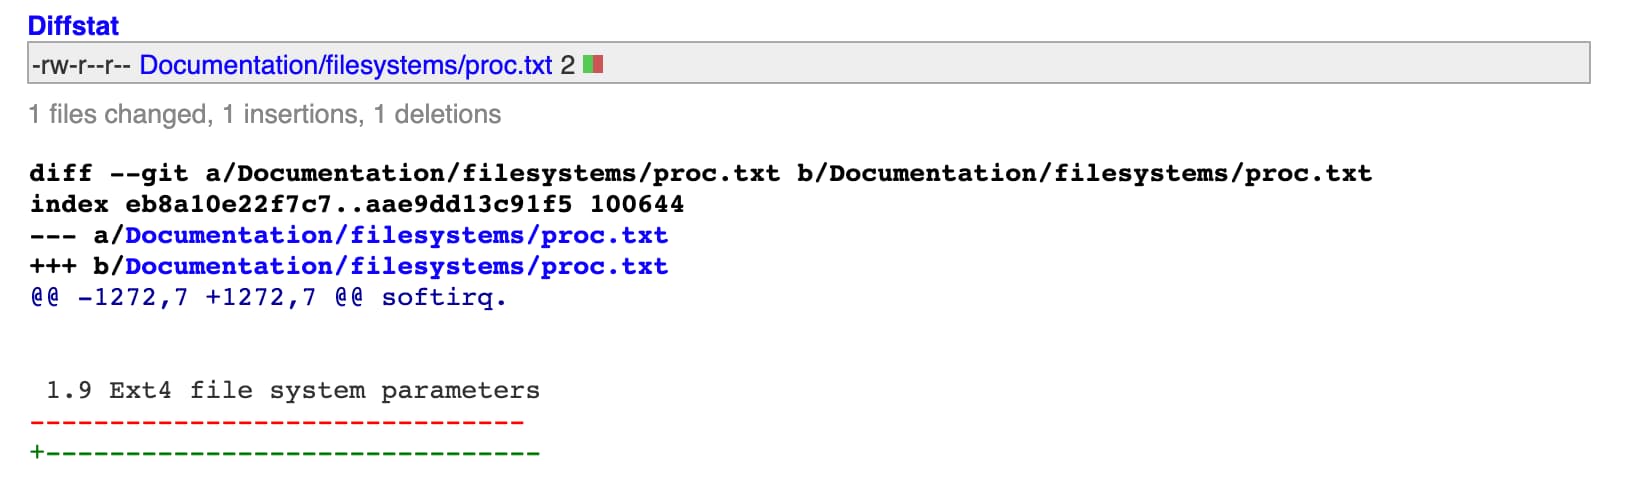 Diffstat
-rw-r--r-- Documentation/filesystems/proc.txt 2
1 files changed, 1 insertions, 1 deletions
diff --git a/Documentation/filesystems/proc.txt b/Documentation/filesystems/proc.txt
index eb8a10e22f7c7..aae9dd13c91f5 100644
--- a/Documentation/filesystems/proc.txt
+++ b/Documentation/filesystems/proc.txt
@@ -1272,7 +1272,7 @@ softirq.
1.9 Ext4 file system parameters
-------------------------------
+-------------------------------